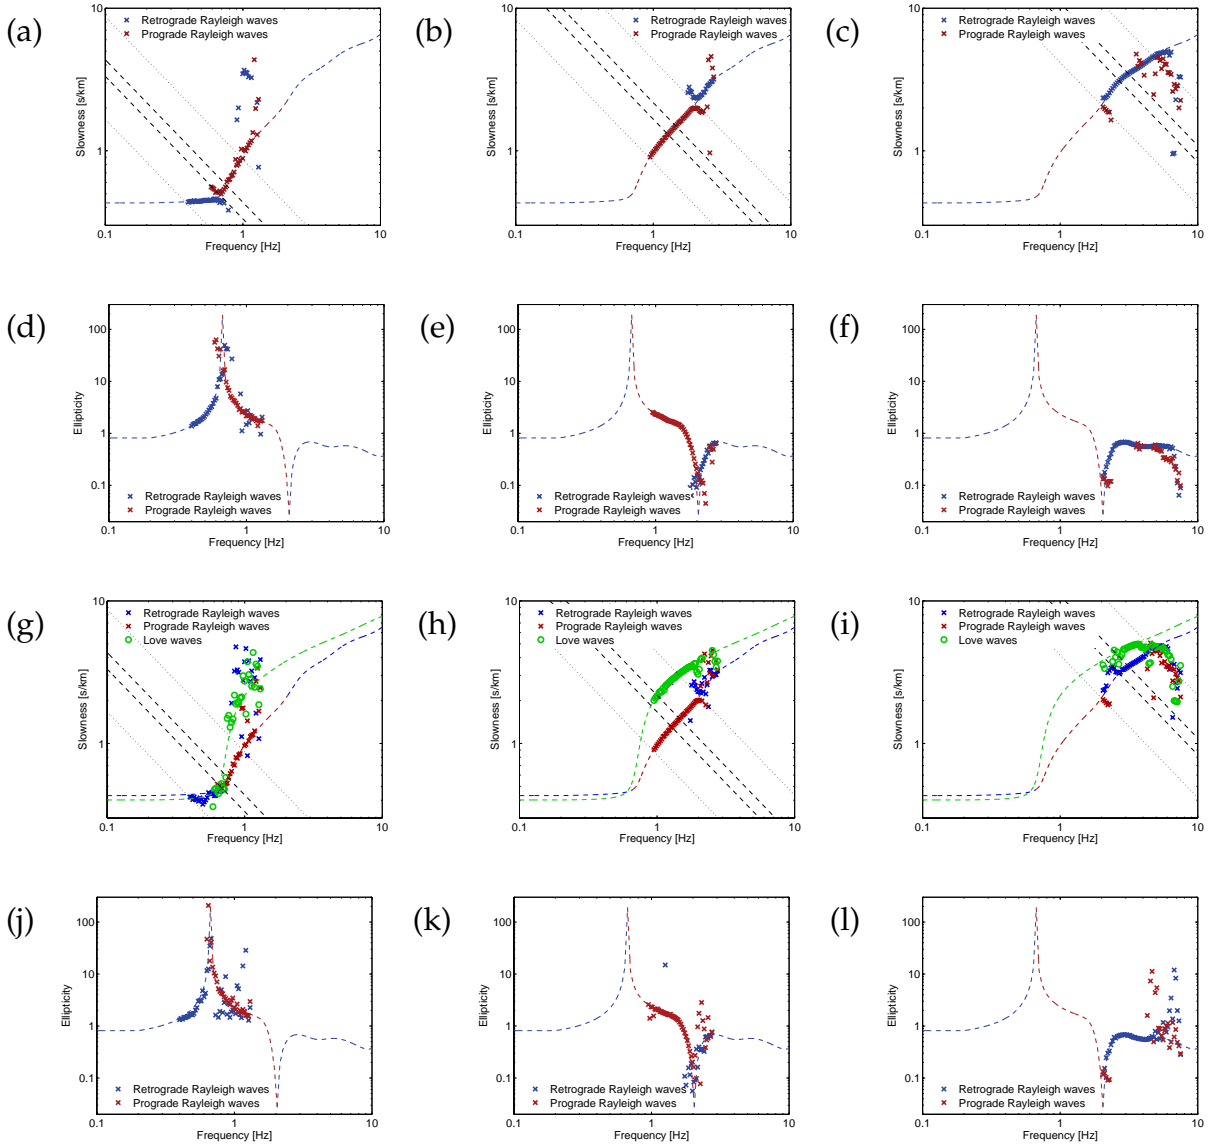 (a)
10
1
0.1
1
10
Slowness [s/km]
Frequency [Hz]
Retrograde Rayleigh waves
Prograde Rayleigh waves
(b)
10
1
0.1
1
10
Slowness [s/km]
Frequency [Hz]
Retrograde Rayleigh waves
Prograde Rayleigh waves
(c)
10
1
0.1
1
10
Slowness [s/km]
Frequency [Hz]
Retrograde Rayleigh waves
Prograde Rayleigh waves
(d)
100
10
1
0.1
0.1
1
10
Ellipticity
Frequency [Hz]
Retrograde Rayleigh waves
Prograde Rayleigh waves
(e)
100
10
1
0.1
0.1
1
10
Ellipticity
Frequency [Hz]
Retrograde Rayleigh waves
Prograde Rayleigh waves
(f)
100
10
1
0.1
0.1
1
10
Ellipticity
Frequency [Hz]
Retrograde Rayleigh waves
Prograde Rayleigh waves
(g)
10
1
0.1
1
10
Slowness [s/km]
Frequency [Hz]
Retrograde Rayleigh waves
Prograde Rayleigh waves
Love waves
(h)
10
1
0.1
1
10
Slowness [s/km]
Frequency [Hz]
Retrograde Rayleigh waves
Prograde Rayleigh waves
Love waves
(i)
10
1
0.1
1
10
Slowness [s/km]
Frequency [Hz]
Retrograde Rayleigh waves
Prograde Rayleigh waves
Love waves
(j)
100
10
1
0.1
0.1
1
10
Ellipticity
Frequency [Hz]
Retrograde Rayleigh waves
Prograde Rayleigh waves
(k)
100
10
1
0.1
0.1
1
10
Ellipticity
Frequency [Hz]
Retrograde Rayleigh waves
Prograde Rayleigh waves
(l)
100
10
1
0.1
0.1
1
10
Ellipticity
Frequency [Hz]
Retrograde Rayleigh waves
Prograde Rayleigh waves